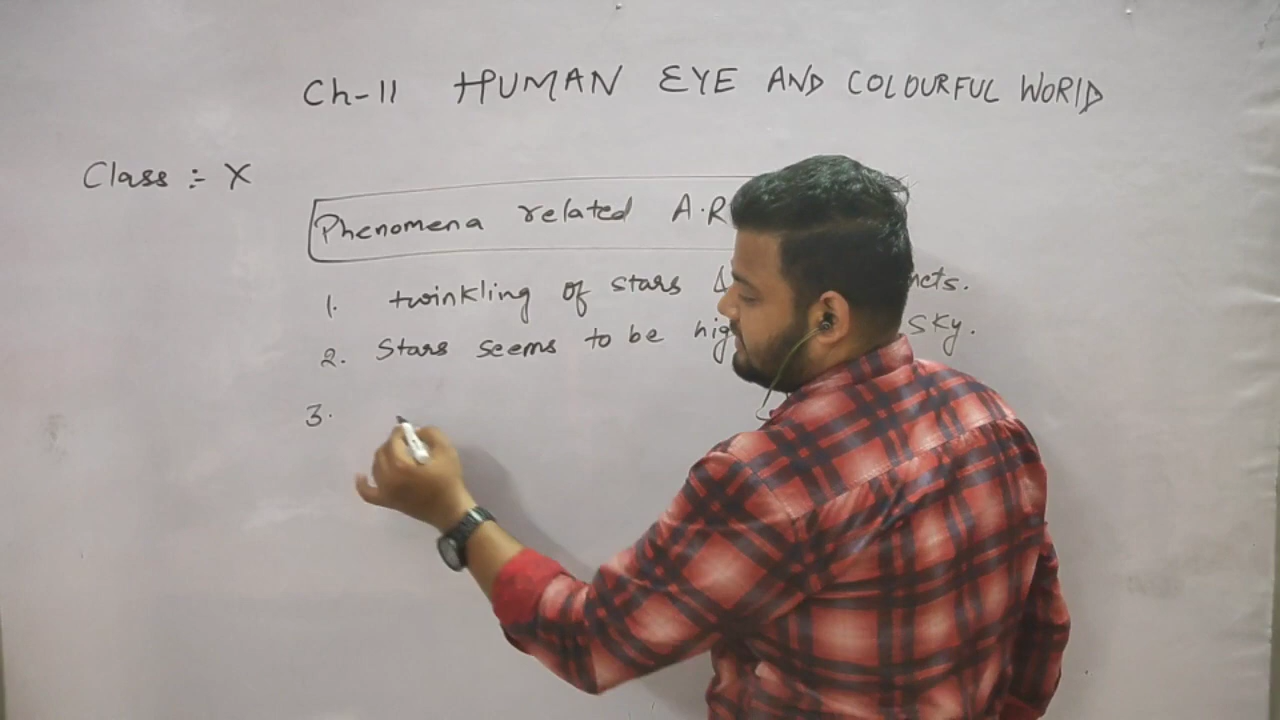 Ch-11 HUMAN EYE AND COLOURFUL WORLD
Class :- X
Phenomena related A.R
1. twinkling of stars
2. Stars seems to be sky.
3.